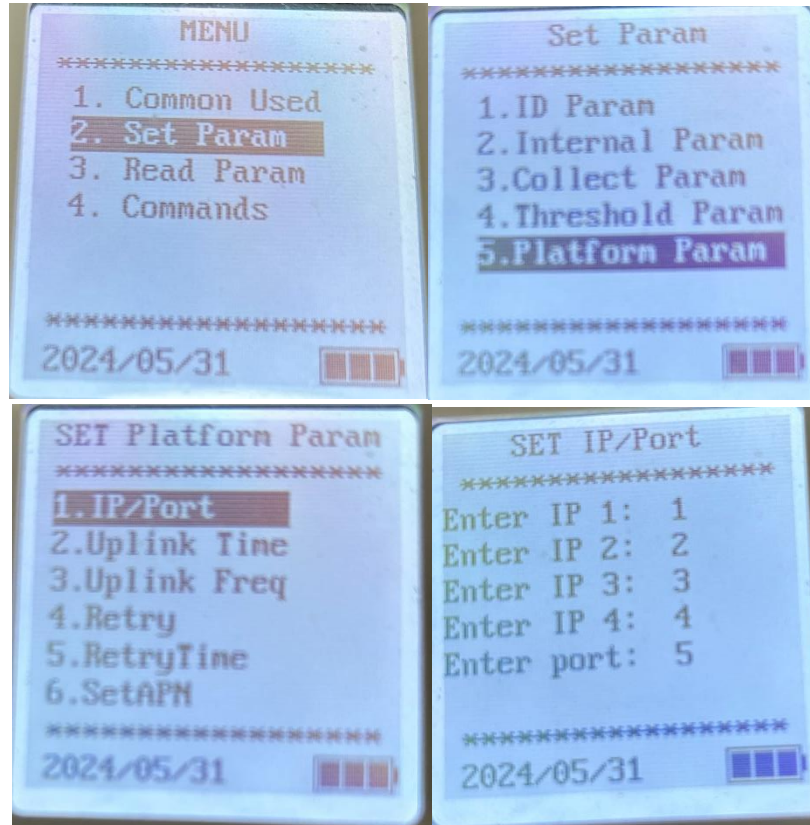 MENU
******************
1. Common Used
2. Set Param
3. Read Param
4. Commands
******************
2024/05/31
Set Param
******************
1.ID Param
2.Internal Param
3.Collect Param
4.Threshold Param
5.Platform Param
******************
2024/05/31
SET Platform Param
******************
1.IP/Port
2.Uplink Time
3.Uplink Freq
4.Retry
5.RetryTime
6.SetAPN
******************
2024/05/31
SET IP/Port
******************
Enter IP 1: 1
Enter IP 2: 2
Enter IP 3: 3
Enter IP 4: 4
Enter port: 5
******************
2024/05/31